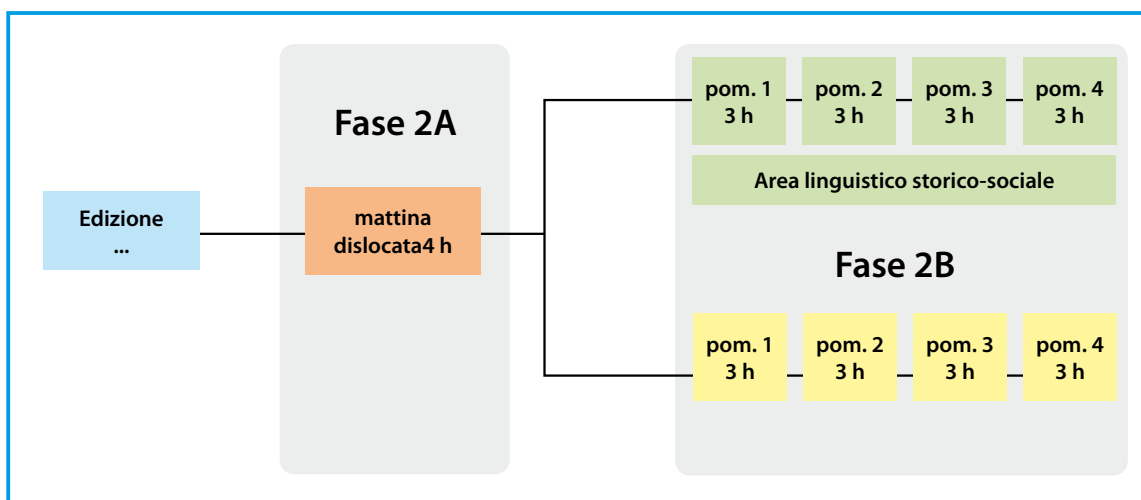 Edizione
...
Fase 2A
mattina
dislocata4 h
pom. 1
3 h
pom. 2
3 h
pom. 3
3 h
pom. 4
3 h
Area linguistico storico-sociale
Fase 2B
pom. 1
3 h
pom. 2
3 h
pom. 3
3 h
pom. 4
3 h